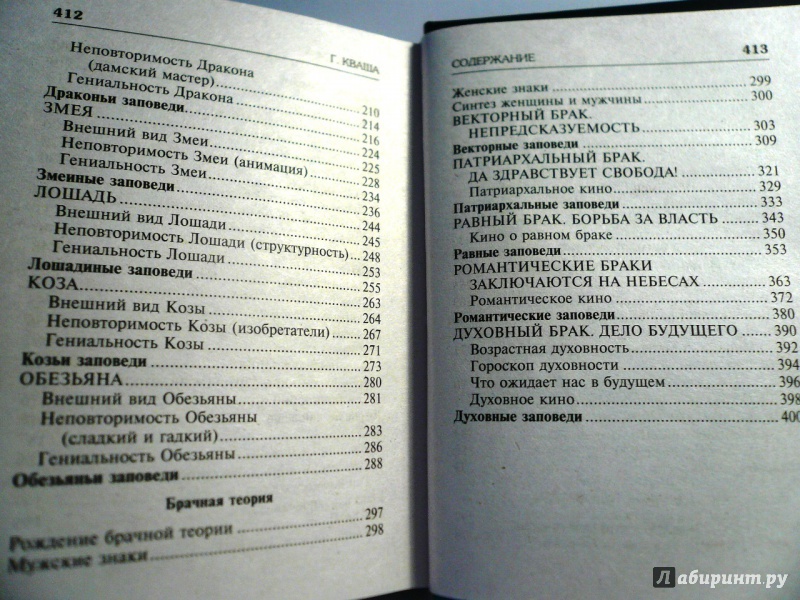 412
Г. КВАША
Неповторимость Дракона
(дамский мастер) 210
Гениальность Дракона 214
Драконьи заповеди 216
ЗМЕЯ 224
Внешний вид Змеи 225
Неповторимость Змеи (анимация) 228
Гениальность Змеи 234
Змеиные заповеди 236
ЛОШАДЬ 244
Внешний вид Лошади 245
Неповторимость Лошади (структурность) 248
Гениальность Лошади 253
Лошадиные заповеди 255
КОЗА 263
Внешний вид Козы 264
Неповторимость Козы (изобретатели) 267
Гениальность Козы 271
Козьи заповеди 273
ОБЕЗЬЯНА 280
Внешний вид Обезьяны 281
Неповторимость Обезьяны
(сладкий и гадкий) 283
Гениальность Обезьяны 286
Обезьяньи заповеди 288
Брачная теория
Рождение брачной теории 297
Мужские знаки 298
СОДЕРЖАНИЕ 413
Женские знаки 299
Синтез женщины и мужчины 300
ВЕКТОРНЫЙ БРАК.
НЕПРЕДСКАЗУЕМОСТЬ 303
Векторные заповеди 309
ПАТРИАРХАЛЬНЫЙ БРАК.
ДА ЗДРАВСТВУЕТ СВОБОДА! 321
Патриархальное кино 329
Патриархальные заповеди 333
РАВНЫЙ БРАК. БОРЬБА ЗА ВЛАСТЬ 343
Кино о равном браке 350
Равные заповеди 353
РОМАНТИЧЕСКИЕ БРАКИ
ЗАКЛЮЧАЮТСЯ НА НЕБЕСАХ 363
Романтическое кино 372
Романтические заповеди 380
ДУХОВНЫЙ БРАК. ДЕЛО БУДУЩЕГО 390
Возрастная духовность 392
Гороскоп духовности 394
Что ожидает нас в будущем 396
Духовное кино 398
Духовные заповеди 400
Лабиринт.ру